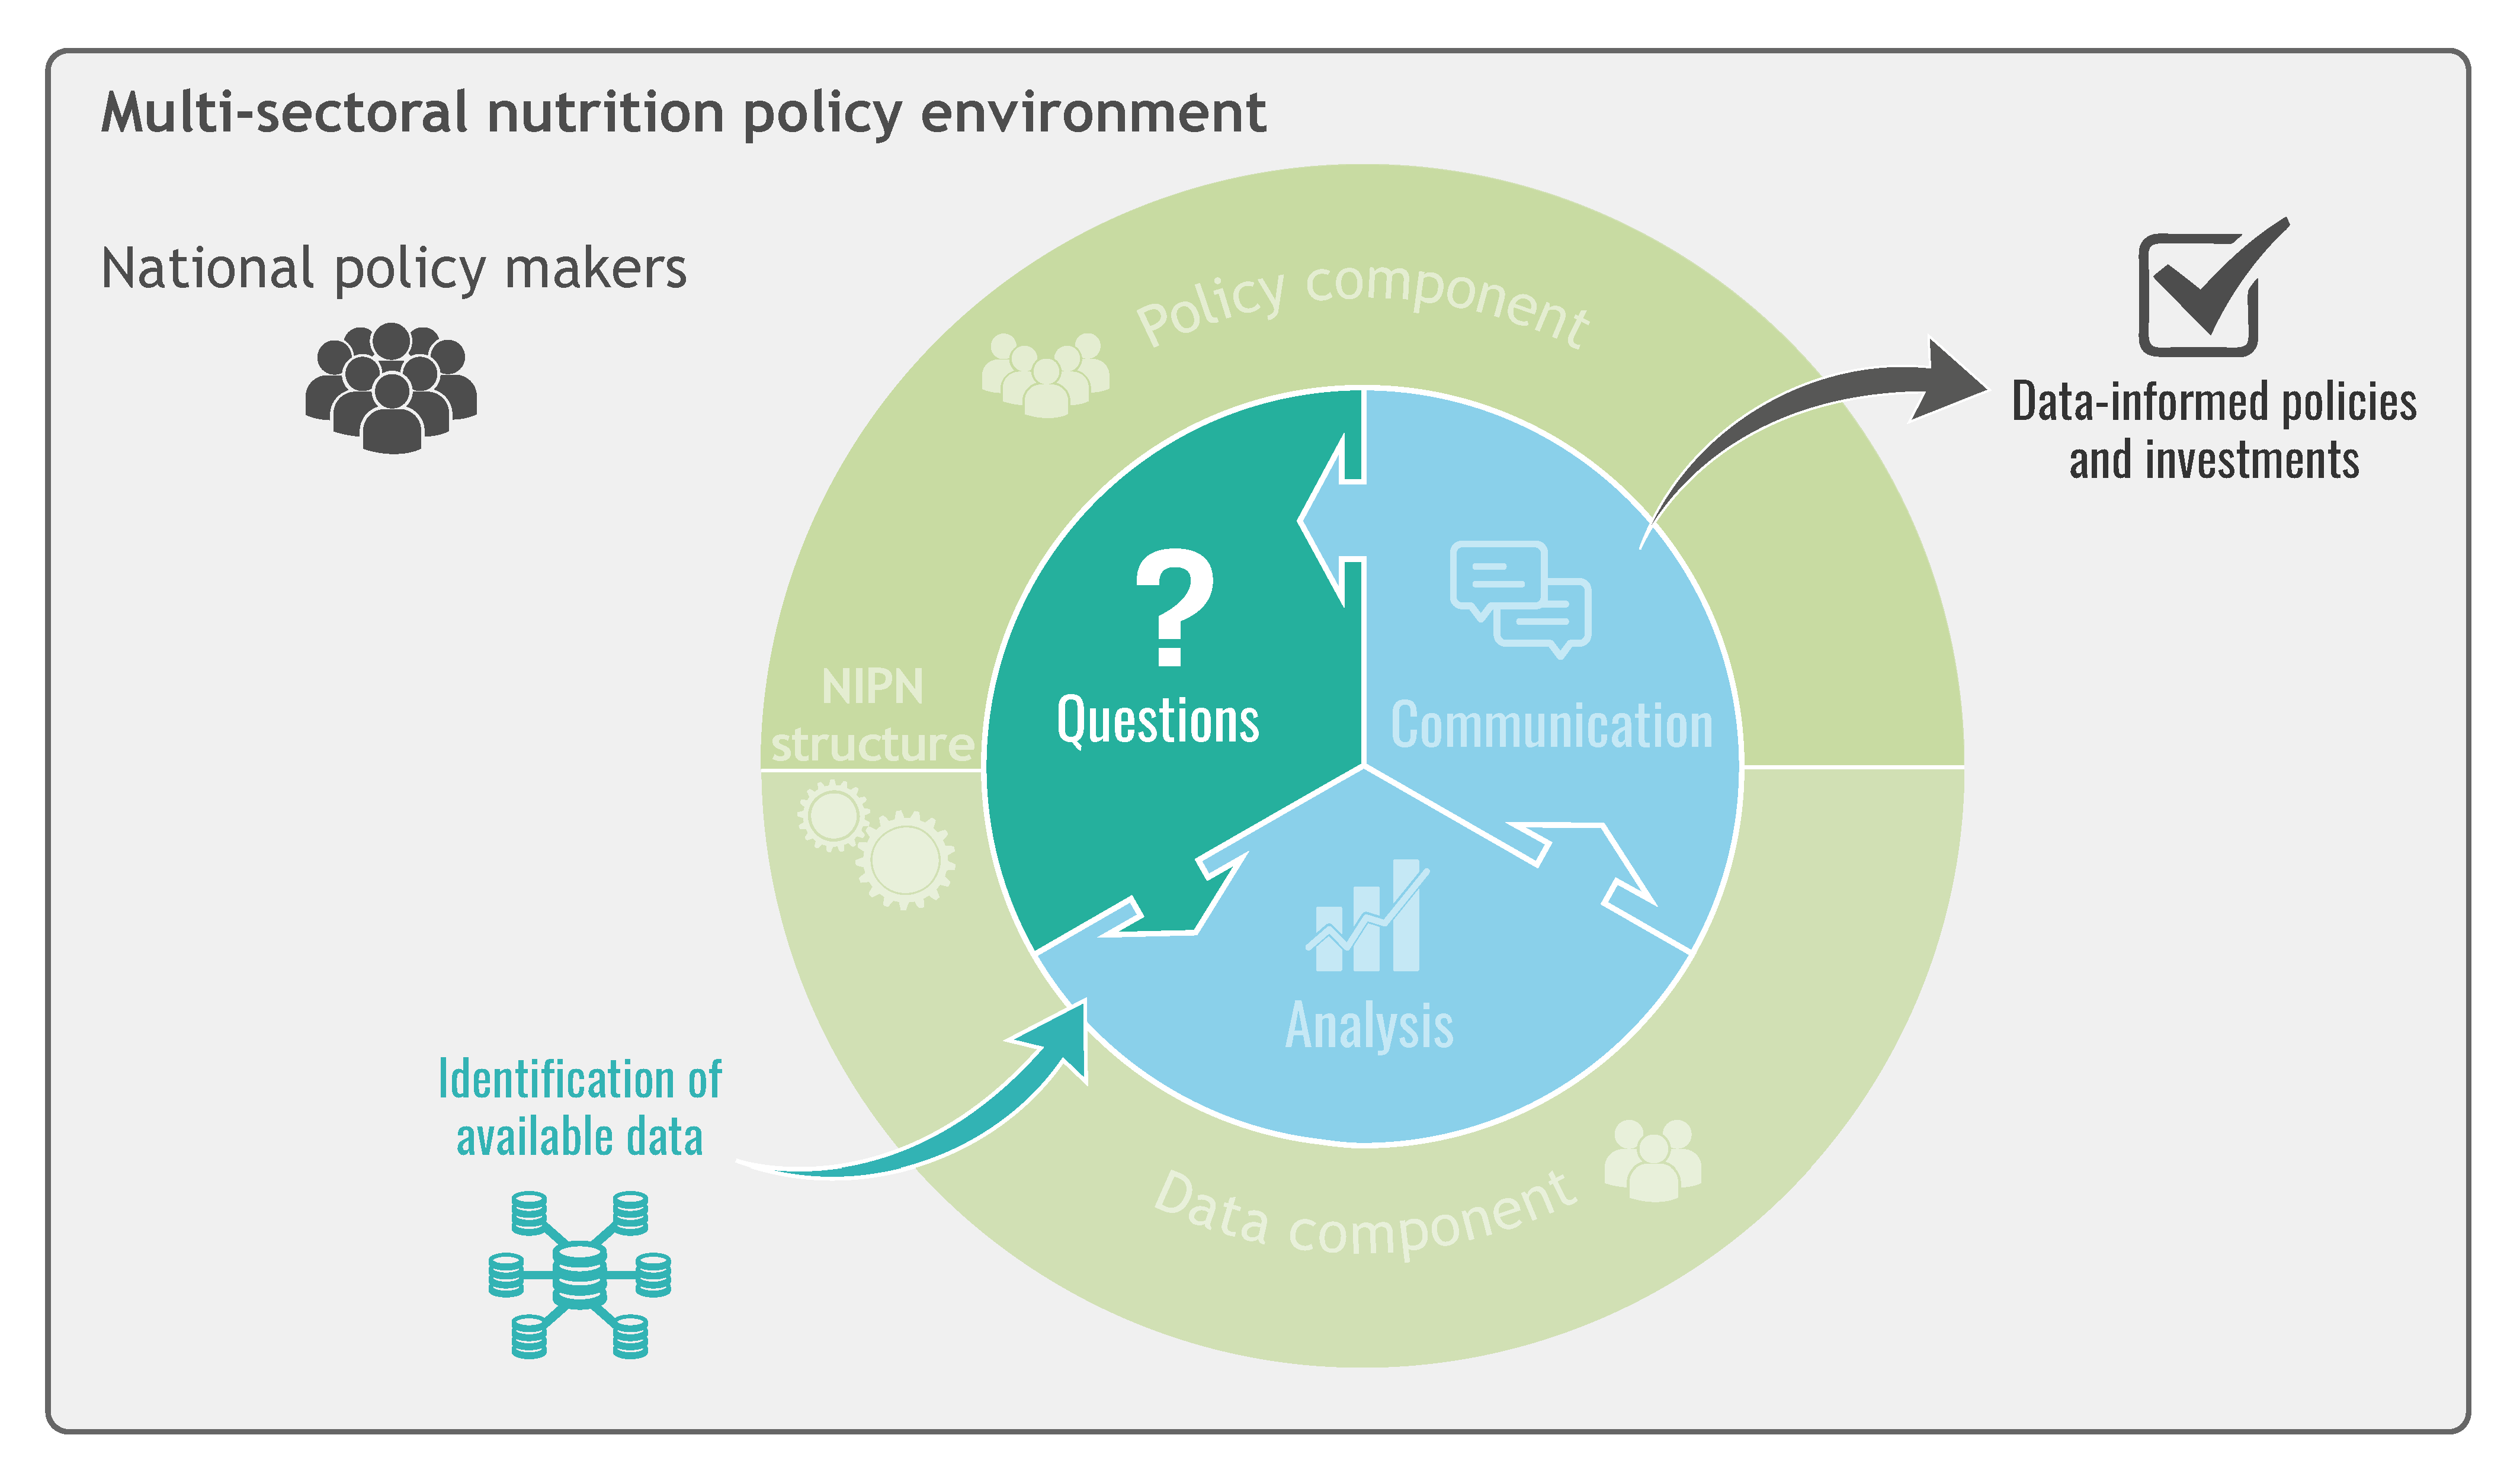 Multi-sectoral nutrition policy environment
National policy makers
Policy component
Data-informed policies
and investments
?
Questions
Communication
NIPN
structure
Analysis
Identification of
available data
Data component